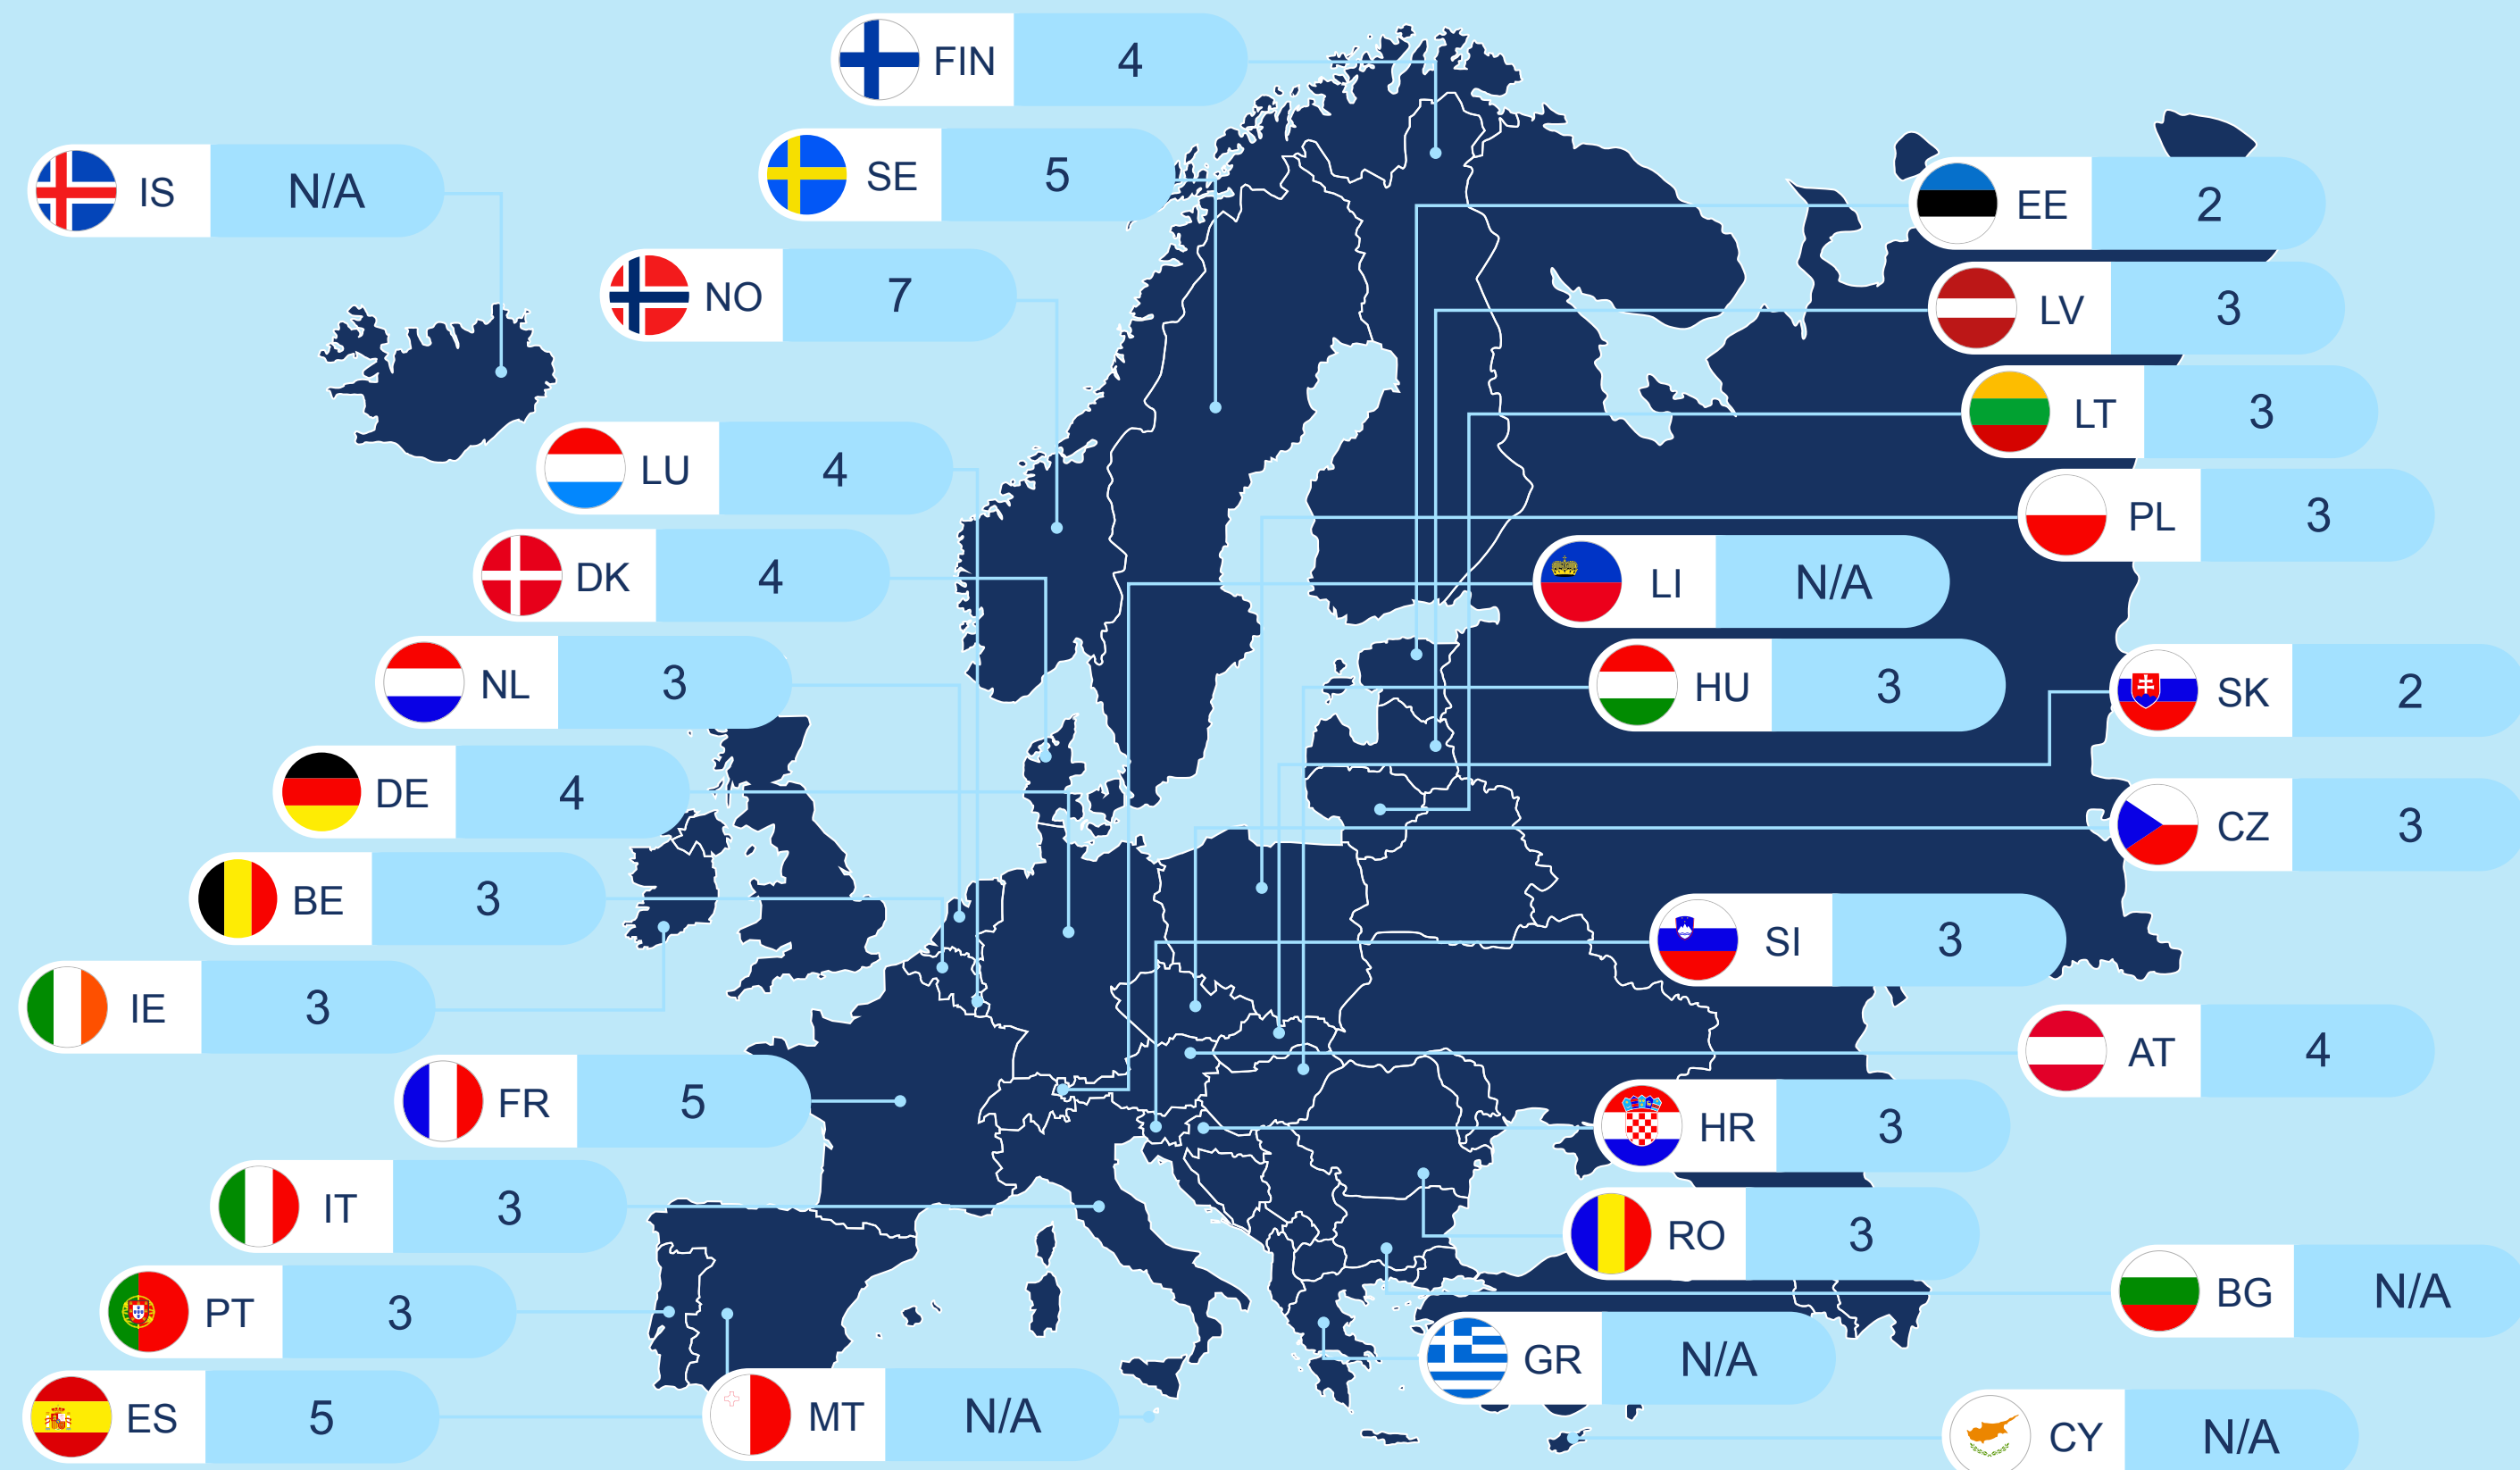 FIN 4
SE 5
IS N/A
EE 2
NO 7
LV 3
LT 3
LU 4
PL 3
DK 4
LI N/A
NL 3
HU 3
SK 2
DE 4
CZ 3
BE 3
SI 3
IE 3
AT 4
FR 5
HR 3
IT 3
RO 3
BG N/A
PT 3
GR N/A
ES 5
MT N/A
CY N/A